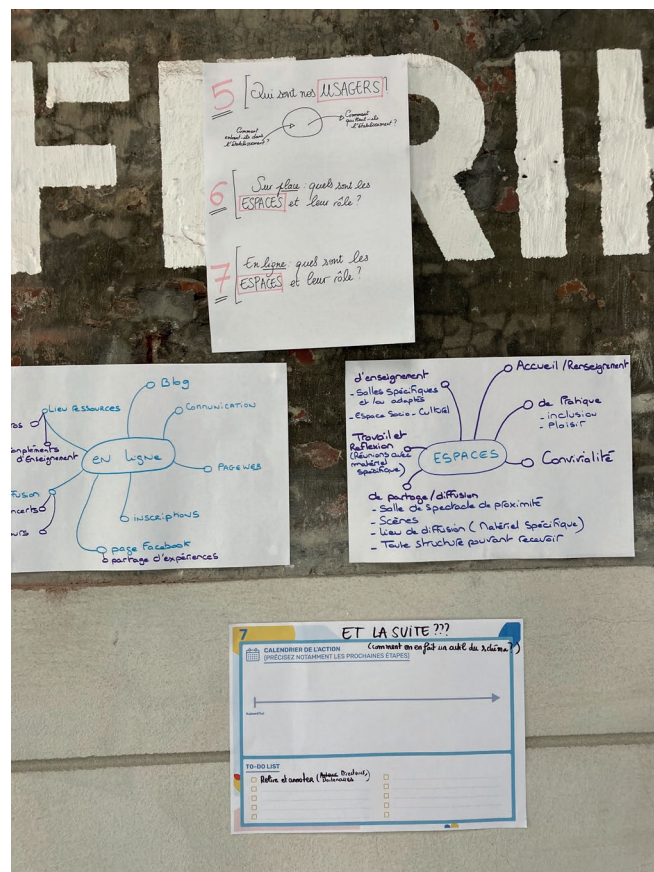 5 Qui sont nos USAGERS ?
Comment
entrent-ils dans
l'établissement ?
Comment
l'établissement ?
6 Sur place : quels sont les
ESPACES et leur rôle ?
7 En ligne : quels sont les
ESPACES et leur rôle ?
EN LIGNE
Blog
COMMUNICATION
PAGE WEB
INSCRIPTIONS
page Facebook
partage d'expériences
LIEU RESSOURCES
d'Enseignement
ESPACES
d'enseignement
- Salles Spécifiques
et/ou adaptés
- Espace Socio-Culturel
Travail et
Réflexion
(Réunions avec
matériel
spécifique)
de partage/diffusion
- Salle de Spectacle de proximité
- Scènes
- Lieu de diffusion (Matériel Spécifique)
- Toute structure pouvant recevoir
Accueil/Renseignement
de Pratique
- inclusion
- Plaisir
Convivialité
7 ET LA SUITE ???
(comment on en fait un outil du schéma ?)
CALENDRIER DE L'ACTION
(PRÉCISEZ NOTAMMENT LES PROCHAINES ÉTAPES)
Aujourd'hui
TO-DO LIST
Relire et annoter